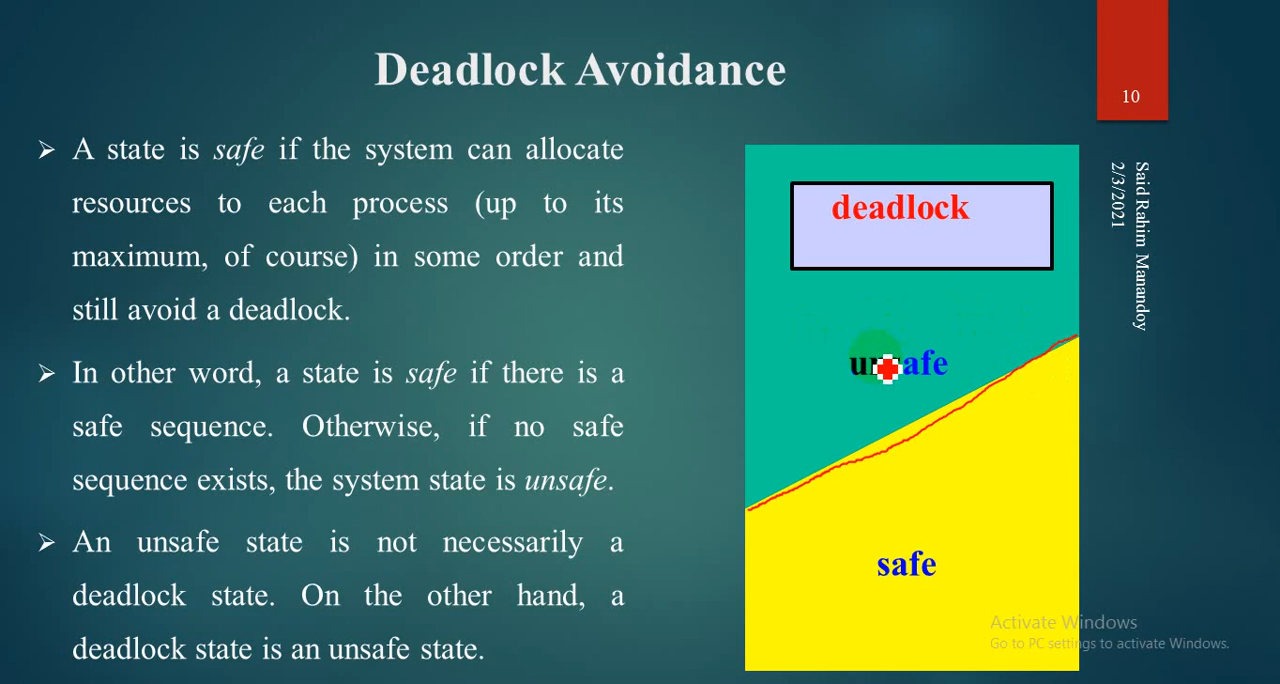 Deadlock Avoidance
10
➢ A state is safe if the system can allocate
resources to each process (up to its
maximum, of course) in some order and
still avoid a deadlock.
➢ In other word, a state is safe if there is a
safe sequence. Otherwise, if no safe
sequence exists, the system state is unsafe.
➢ An unsafe state is not necessarily a
deadlock state. On the other hand, a
deadlock state is an unsafe state.
deadlock
unsafe
safe
Said Rahim Manandoy
2/3/2021
Activate Windows
Go to PC settings to activate Windows.